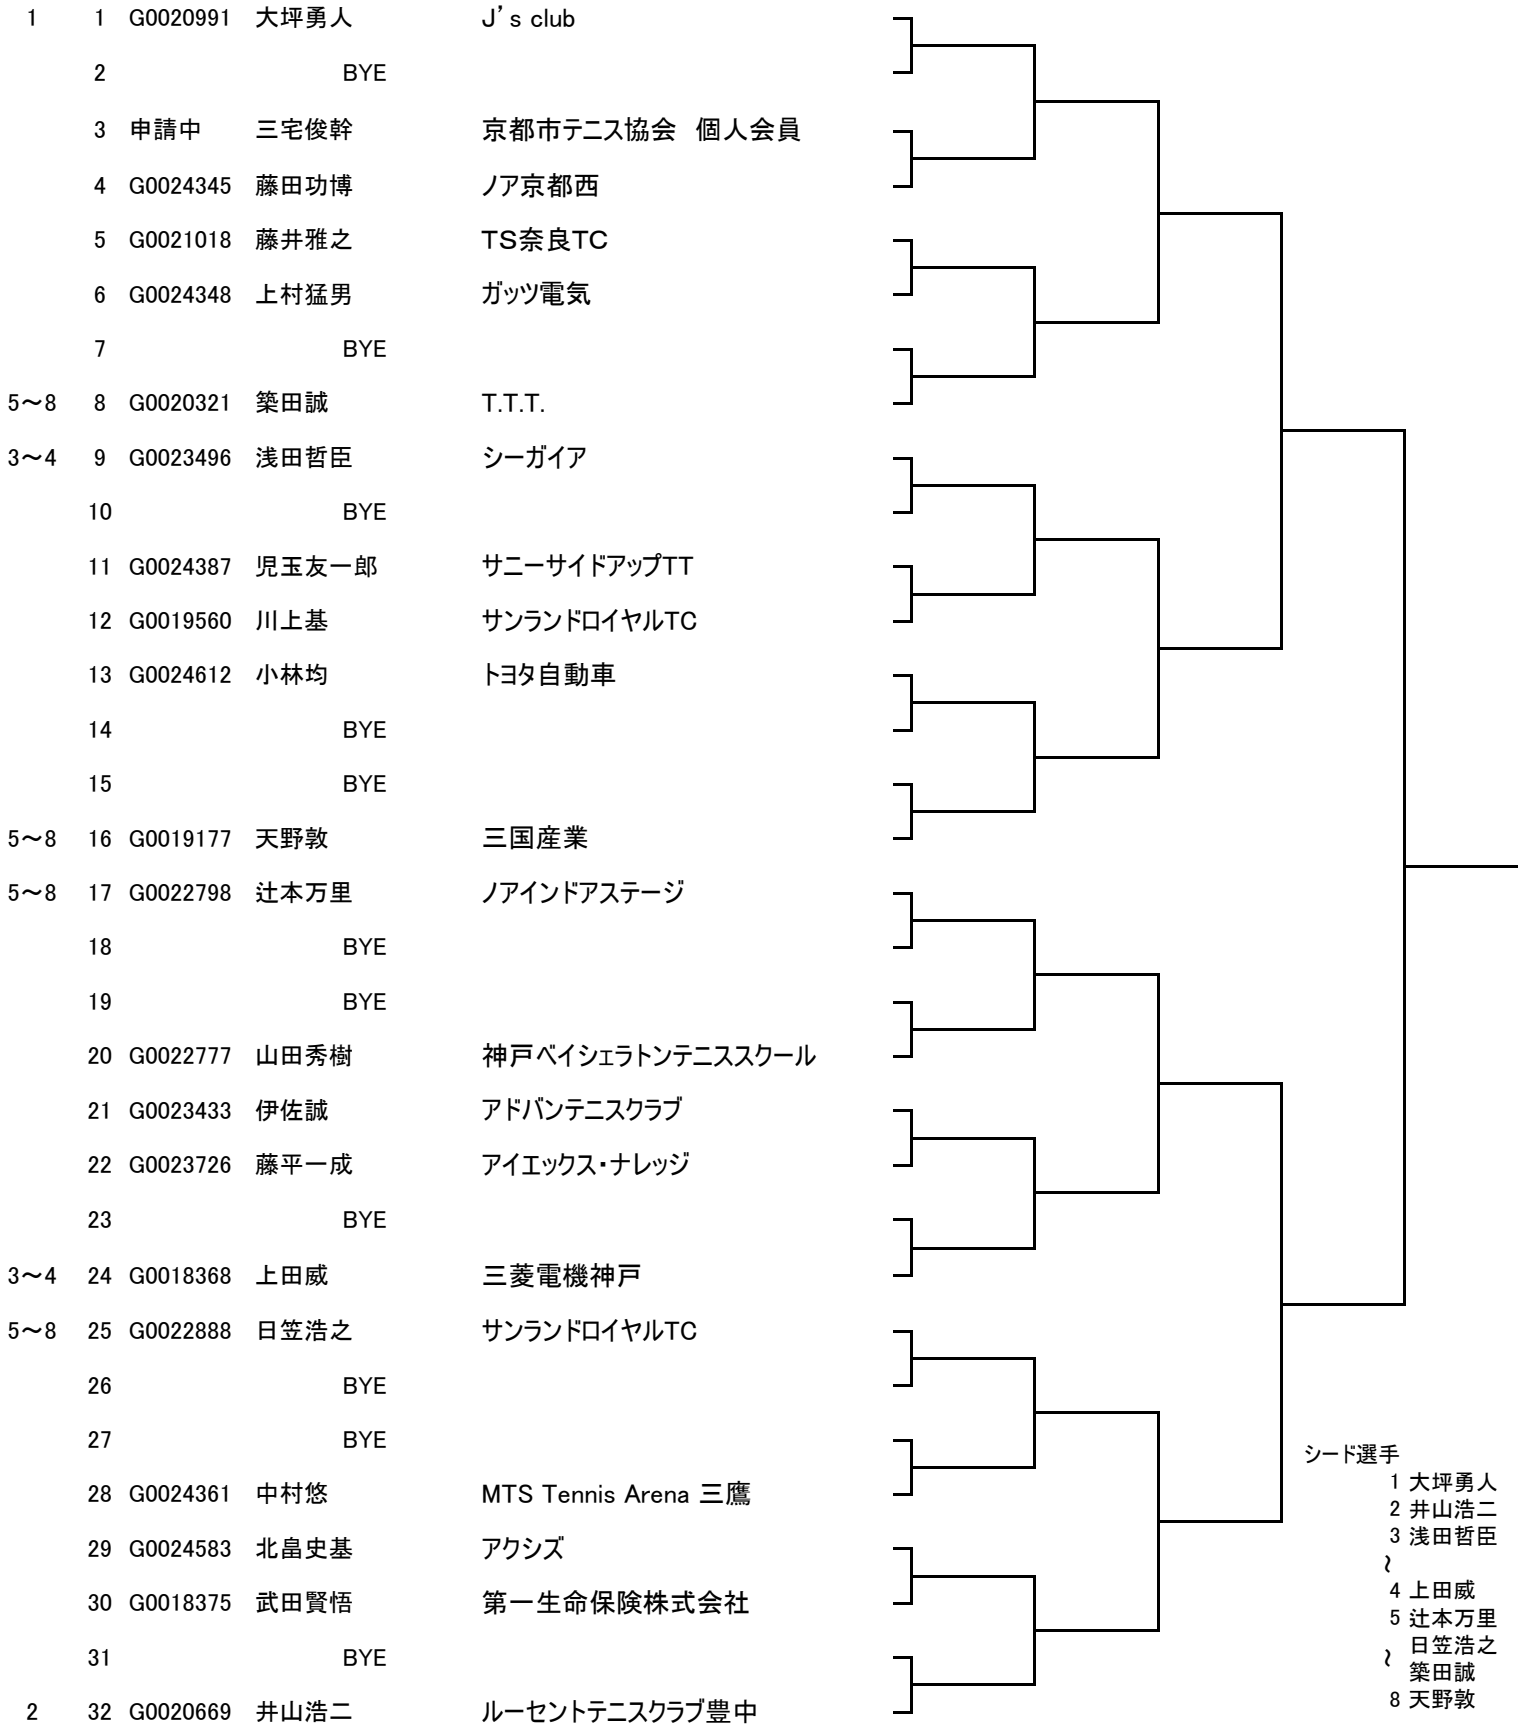 1 1 G0020991 大坪勇人 J’s club
2 BYE
3 申請中 三宅俊幹 京都市テニス協会　個人会員
4 G0024345 藤田功博 ノア京都西
5 G0021018 藤井雅之 TS奈良TC
6 G0024348 上村猛男 ガッツ電気
7 BYE
5～8 8 G0020321 築田誠 T.T.T.
3～4 9 G0023496 浅田哲臣 シーガイア
10 BYE
11 G0024387 児玉友一郎 サニーサイドアップTT
12 G0019560 川上基 サンランドロイヤルTC
13 G0024612 小林均 トヨタ自動車
14 BYE
15 BYE
5～8 16 G0019177 天野敦 三国産業
5～8 17 G0022798 辻本万里 ノアインドアステージ
18 BYE
19 BYE
20 G0022777 山田秀樹 神戸ベイシェラトンテニススクール
21 G0023433 伊佐誠 アドバンテニスクラブ
22 G0023726 藤平一成 アイエックス・ナレッジ
23 BYE
3～4 24 G0018368 上田威 三菱電機神戸
5～8 25 G0022888 日笠浩之 サンランドロイヤルTC
26 BYE
27 BYE
28 G0024361 中村悠 MTS Tennis Arena 三鷹
29 G0024583 北畠史基 アクシズ
30 G0018375 武田賢悟 第一生命保険株式会社
31 BYE
2 32 G0020669 井山浩二 ルーセントテニスクラブ豊中
シード選手
1 大坪勇人
2 井山浩二
3 浅田哲臣
～
4 上田威
5 辻本万里
日笠浩之
～
築田誠
8 天野敦